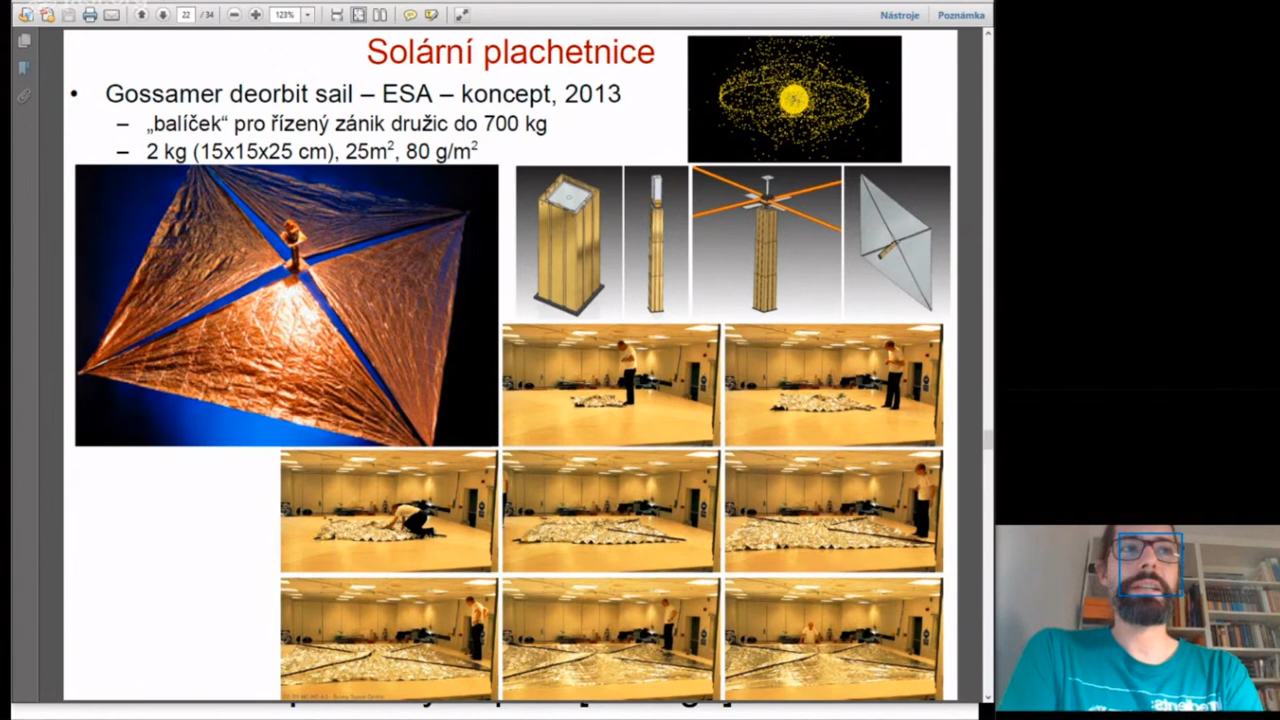 22 / 34
123%
Nástroje
Poznámka
Solární plachetnice
• Gossamer deorbit sail – ESA – koncept, 2013
– „balíček“ pro řízený zánik družic do 700 kg
– 2 kg (15x15x25 cm), 25m², 80 g/m²